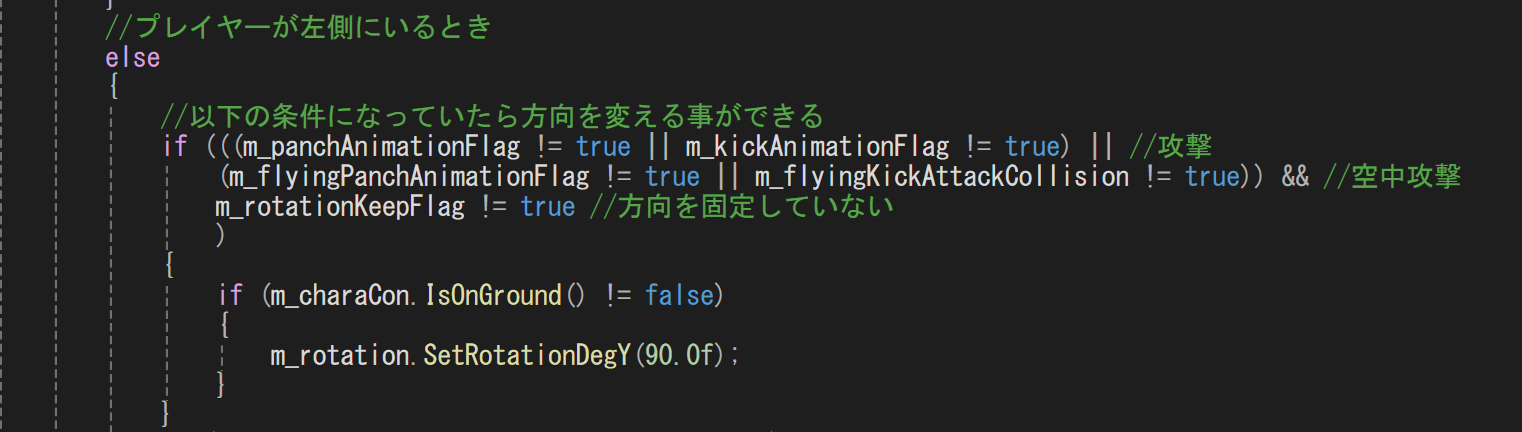 }
//プレイヤーが左側にいるとき
else
{
//以下の条件になっていたら方向を変える事ができる
if (((m_panchAnimationFlag != true || m_kickAnimationFlag != true) || //攻撃
(m_flyingPanchAnimationFlag != true || m_flyingKickAttackCollision != true)) && //空中攻撃
m_rotationKeepFlag != true //方向を固定していない
)
{
if (m_charaCon.IsOnGround() != false)
{
m_rotation.SetRotationDegY(90.0f);
}
}